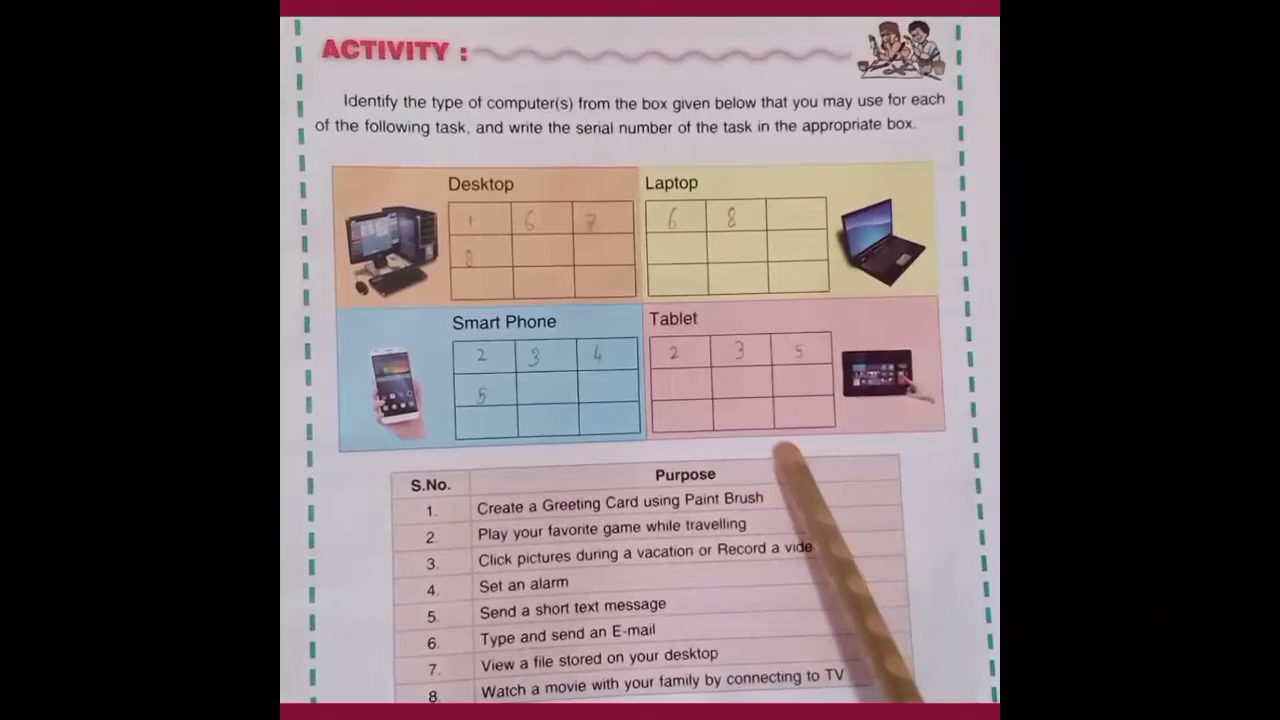 ACTIVITY :
Identify the type of computer(s) from the box given below that you may use for each
of the following task, and write the serial number of the task in the appropriate box.
Desktop
1 6 7
8
Laptop
6 8
Smart Phone
2 3 4
5
Tablet
2 3 5
S.No. Purpose
1. Create a Greeting Card using Paint Brush
2. Play your favorite game while travelling
3. Click pictures during a vacation or Record a vide
4. Set an alarm
5. Send a short text message
6. Type and send an E-mail
7. View a file stored on your desktop
8. Watch a movie with your family by connecting to TV